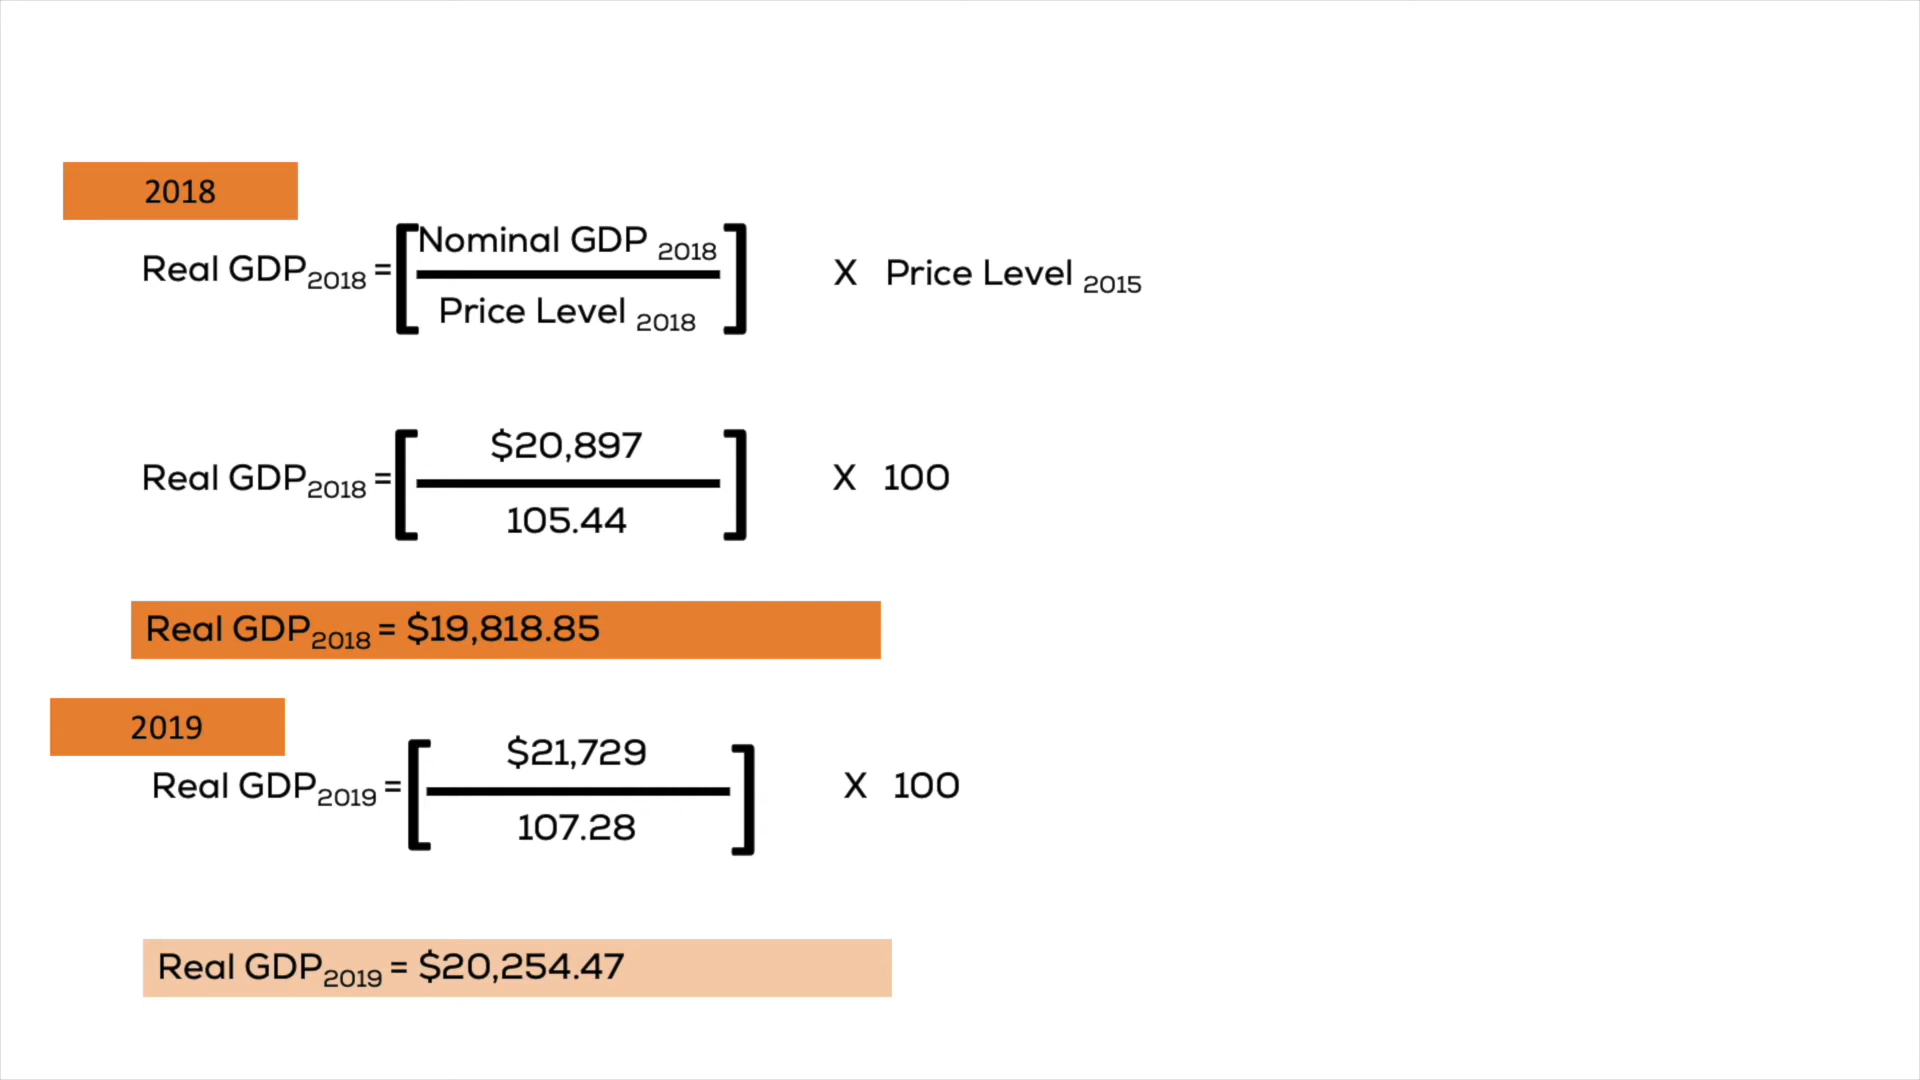 2018
Nominal GDP 2018
Real GDP2018 = X Price Level 2015
Price Level 2018
$20,897
Real GDP2018 = X 100
105.44
Real GDP2018 = $19,818.85
2019
$21,729
Real GDP2019 = X 100
107.28
Real GDP2019 = $20,254.47